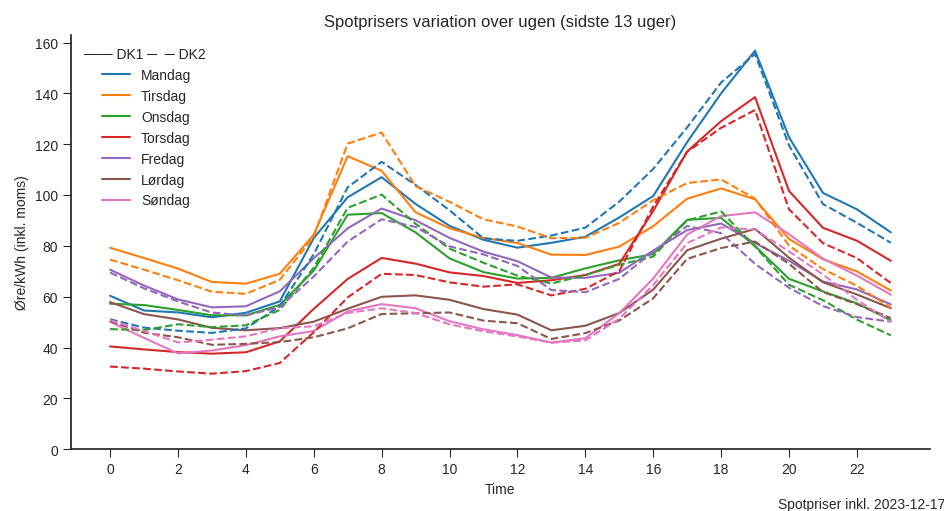 Spotprisers variation over ugen (sidste 13 uger)
160
140
120
100
80
60
40
20
0
Øre/kWh (inkl. moms)
DK1 DK2
Mandag
Tirsdag
Onsdag
Torsdag
Fredag
Lørdag
Søndag
0 2 4 6 8 10 12 14 16 18 20 22
Time
Spotpriser inkl. 2023-12-17